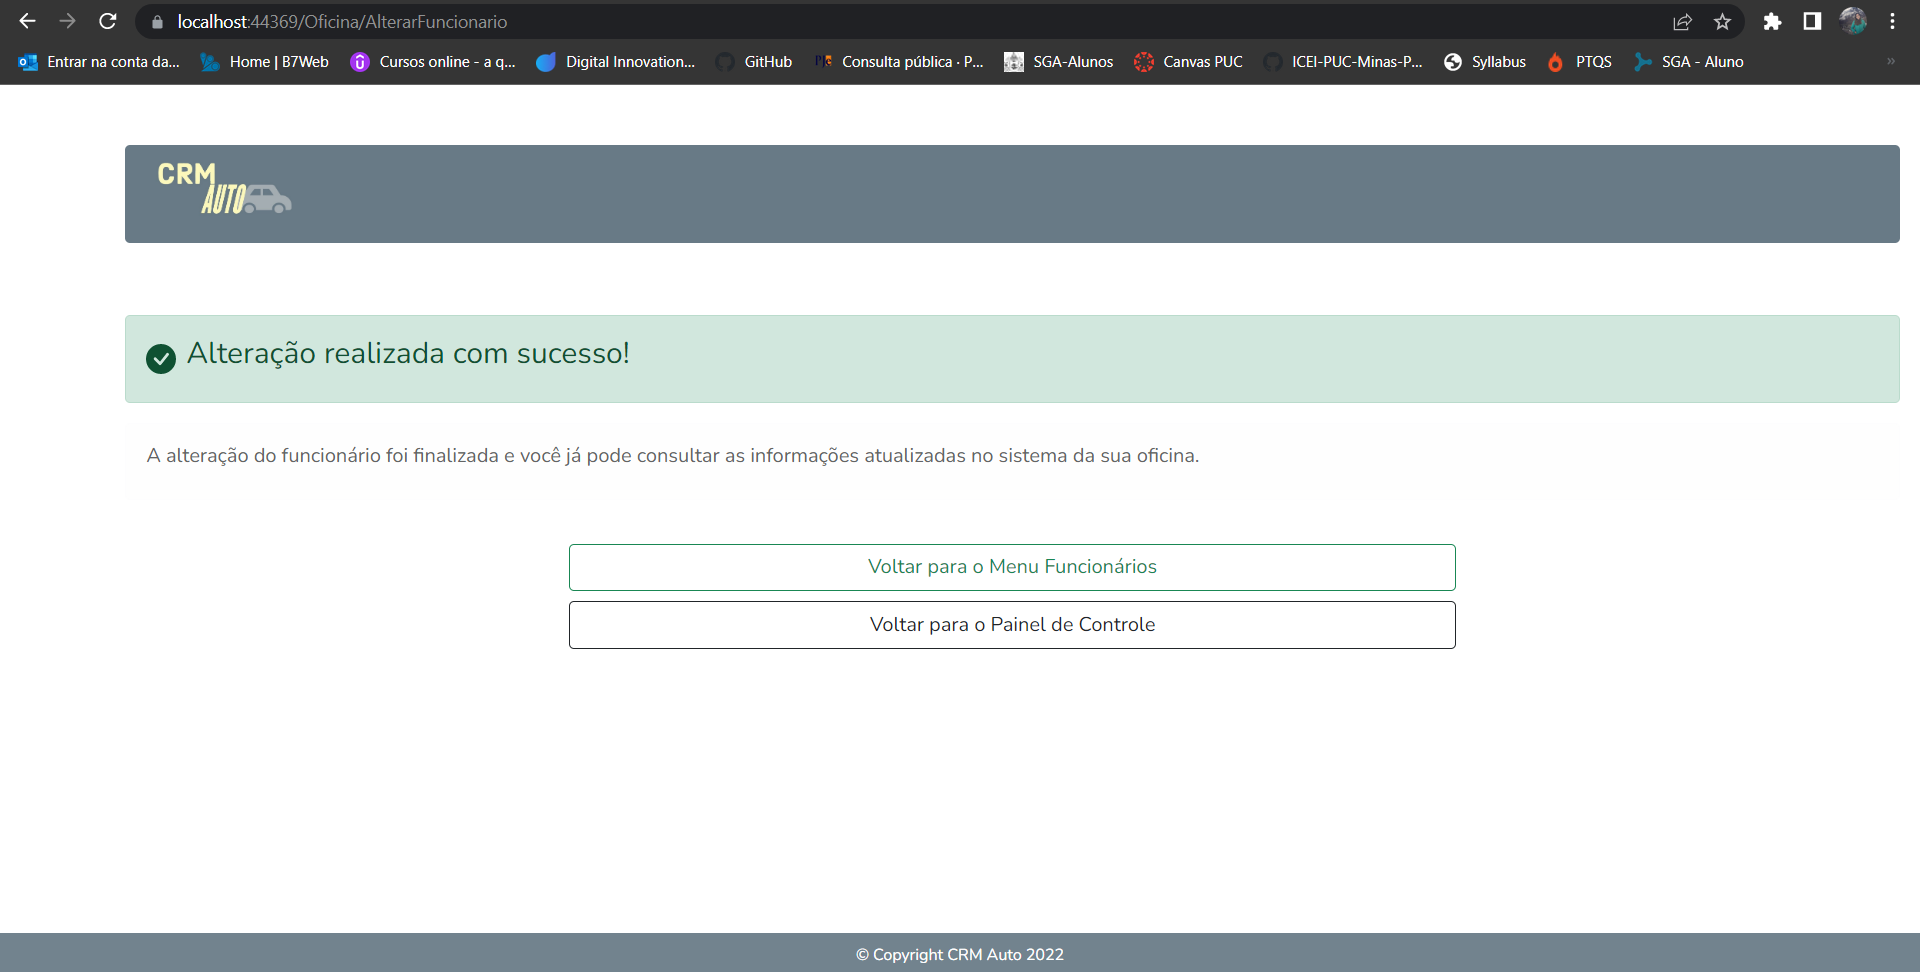 localhost:44369/Oficina/AlterarFuncionario
Entrar na conta da... Home | B7Web Cursos online - a q... Digital Innovation... GitHub Consulta pública · P... SGA-Alunos Canvas PUC ICEI-PUC-Minas-P... Syllabus PTQS SGA - Aluno »
CRM
AUTO
Alteração realizada com sucesso!
A alteração do funcionário foi finalizada e você já pode consultar as informações atualizadas no sistema da sua oficina.
Voltar para o Menu Funcionários
Voltar para o Painel de Controle
© Copyright CRM Auto 2022